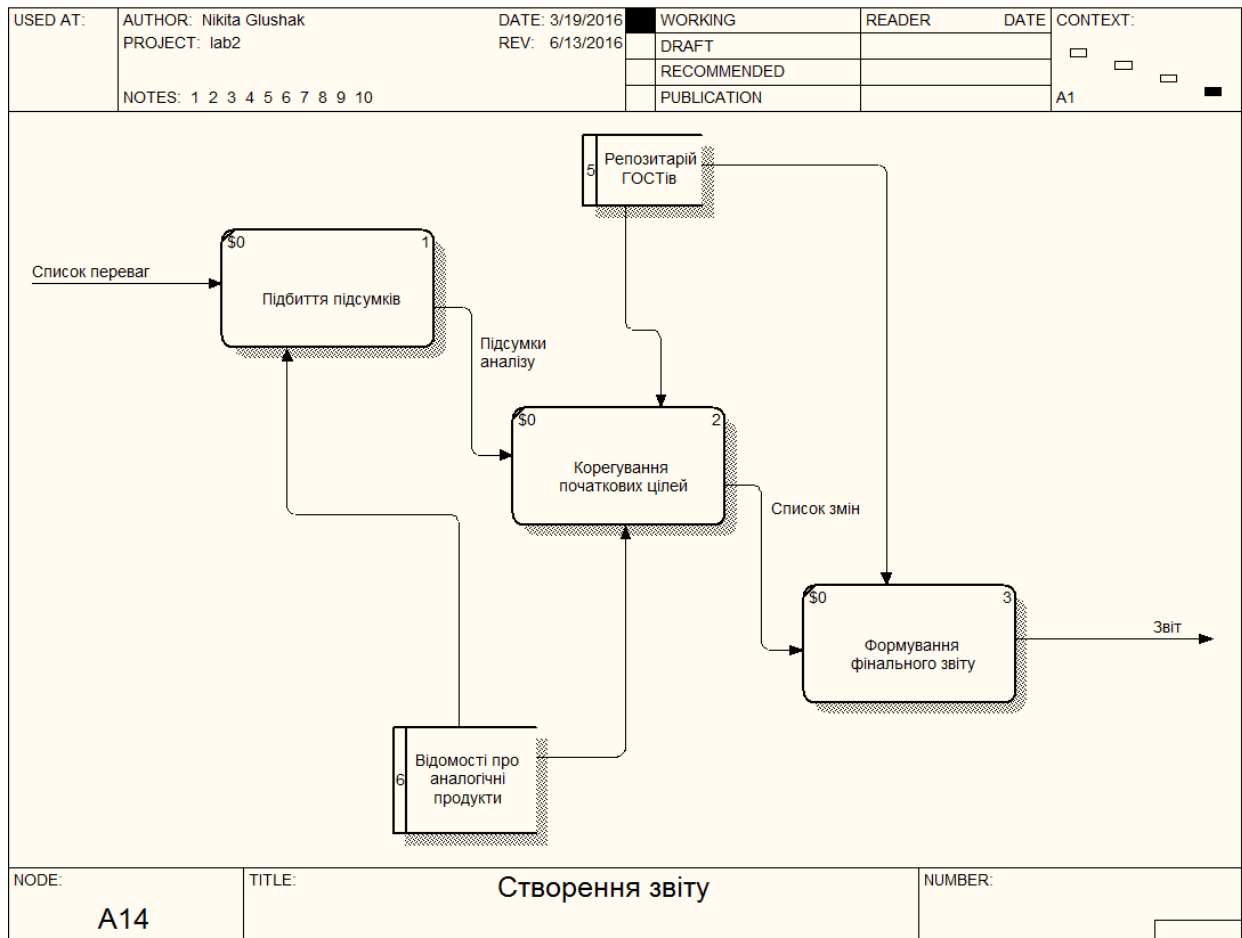 USED AT:
AUTHOR: Nikita Glushak
DATE: 3/19/2016
WORKING
READER
DATE
CONTEXT:
PROJECT: lab2
REV: 6/13/2016
DRAFT
RECOMMENDED
NOTES: 1 2 3 4 5 6 7 8 9 10
PUBLICATION
A1
5
Репозитарій
ГОСТів
$0
1
Список переваг
Підбиття підсумків
Підсумки
аналізу
$0
2
Корегування
початкових цілей
Список змін
$0
3
Формування
фінального звіту
Звіт
6
Відомості про
аналогічні
продукти
NODE:
TITLE:
Створення звіту
NUMBER:
A14